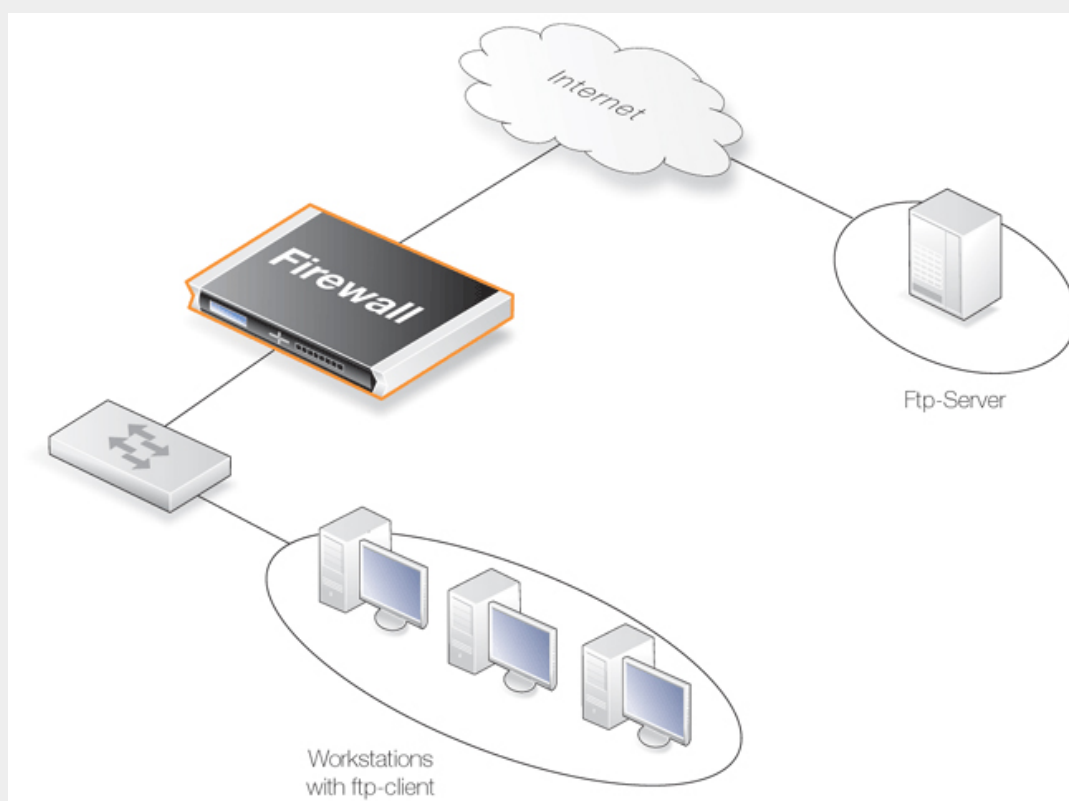 Internet
Firewall
Ftp-Server
Workstations
with ftp-client